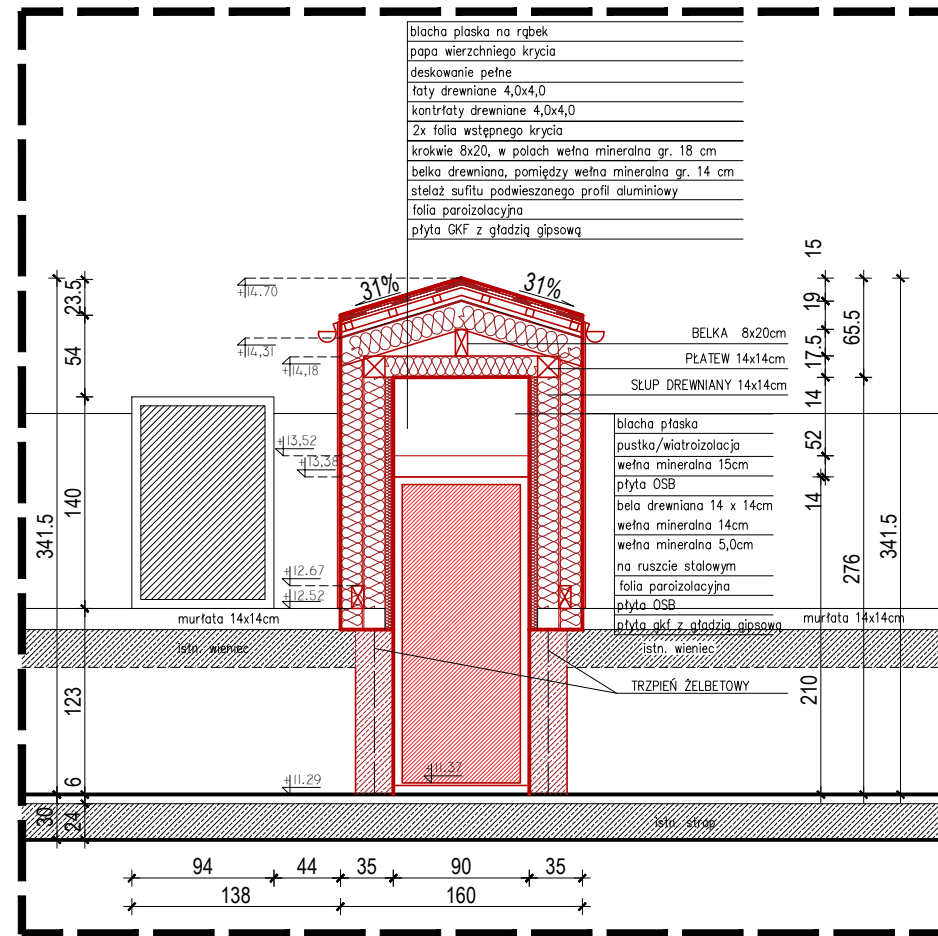 blacha płaska na rąbek
papa wierzchniego krycia
deskowanie pełne
łaty drewniane 4,0x4,0
kontrłaty drewniane 4,0x4,0
2x folia wstępnego krycia
krokwie 8x20, w polach wełna mineralna gr. 18 cm
belka drewniana, pomiędzy wełna mineralna gr. 14 cm
stelaż sufitu podwieszanego profil aluminiowy
folia paroizolacyjna
płyta GKF z gładzią gipsową
31%
31%
+14.70
+14,31
+14,18
+13,52
+13,38
+12.67
+12.52
+11.29
+11.37
BELKA 8x20cm
PŁATEW 14x14cm
SŁUP DREWNIANY 14x14cm
blacha płaska
pustka/wiatroizolacja
wełna mineralna 15cm
płyta OSB
bela drewniana 14 x 14cm
wełna mineralna 14cm
wełna mineralna 5,0cm
na ruszcie stalowym
folia paroizolacyjna
płyta OSB
płyta gkf z gładzią gipsową
murłata 14x14cm
murłata 14x14cm
istn. wieniec
istn. wieniec
TRZPIEŃ ŻELBETOWY
istn. strop
23.5
54
140
123
6
24
30
341.5
15
19
17.5
14
52
14
210
65.5
276
341.5
94
44
35
90
35
138
160